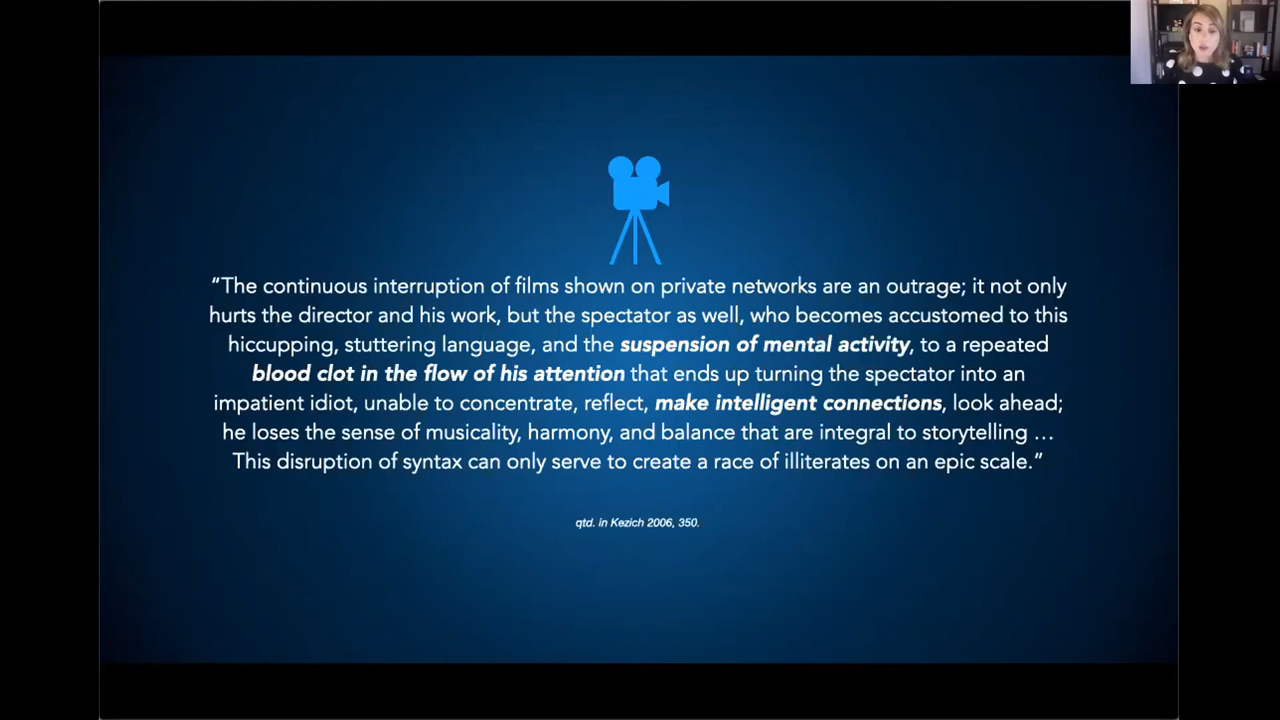 “The continuous interruption of films shown on private networks are an outrage; it not only
hurts the director and his work, but the spectator as well, who becomes accustomed to this
hiccupping, stuttering language, and the suspension of mental activity, to a repeated
blood clot in the flow of his attention that ends up turning the spectator into an
impatient idiot, unable to concentrate, reflect, make intelligent connections, look ahead;
he loses the sense of musicality, harmony, and balance that are integral to storytelling …
This disruption of syntax can only serve to create a race of illiterates on an epic scale.”
qtd. in Kezich 2006, 350.